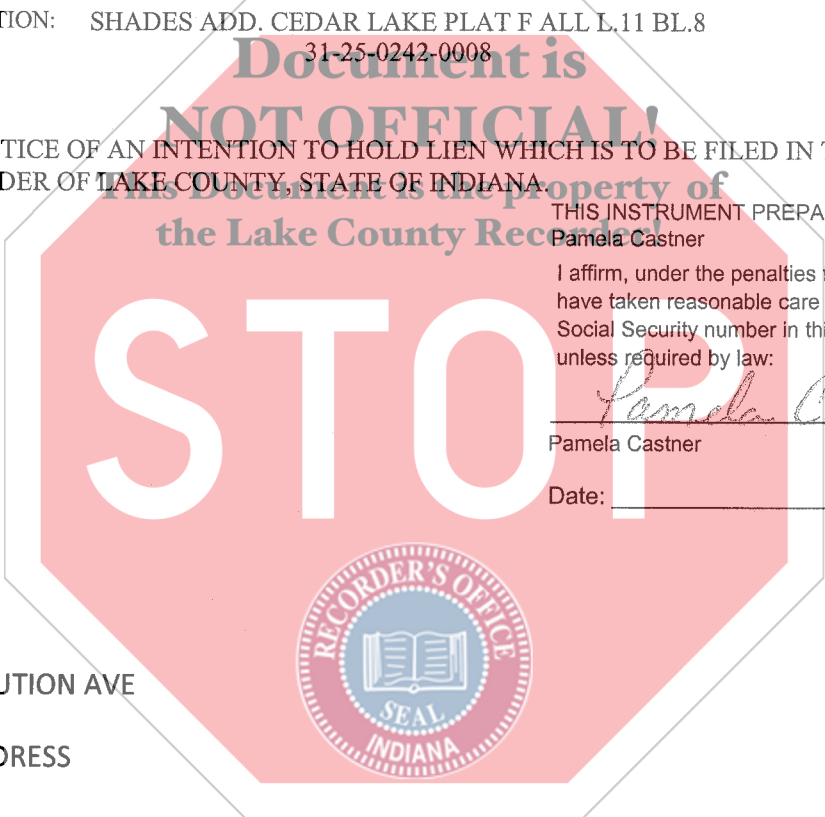 TION: SHADES ADD. CEDAR LAKE PLAT F ALL L.11 BL.8
31-25-0242-0008
Document is
NOT OFFICIAL!
TICE OF AN INTENTION TO HOLD LIEN WHICH IS TO BE FILED IN T
DER OF LAKE COUNTY, STATE OF INDIANA.
This Document is the property of
the Lake County Recorder!
THIS INSTRUMENT PREPA
Pamela Castner
I affirm, under the penalties
have taken reasonable care
Social Security number in thi
unless required by law:
Pamela C
Pamela Castner
Date:
STOP
RECORDER'S OFFICE
SEAL
INDIANA
UTION AVE
DRESS